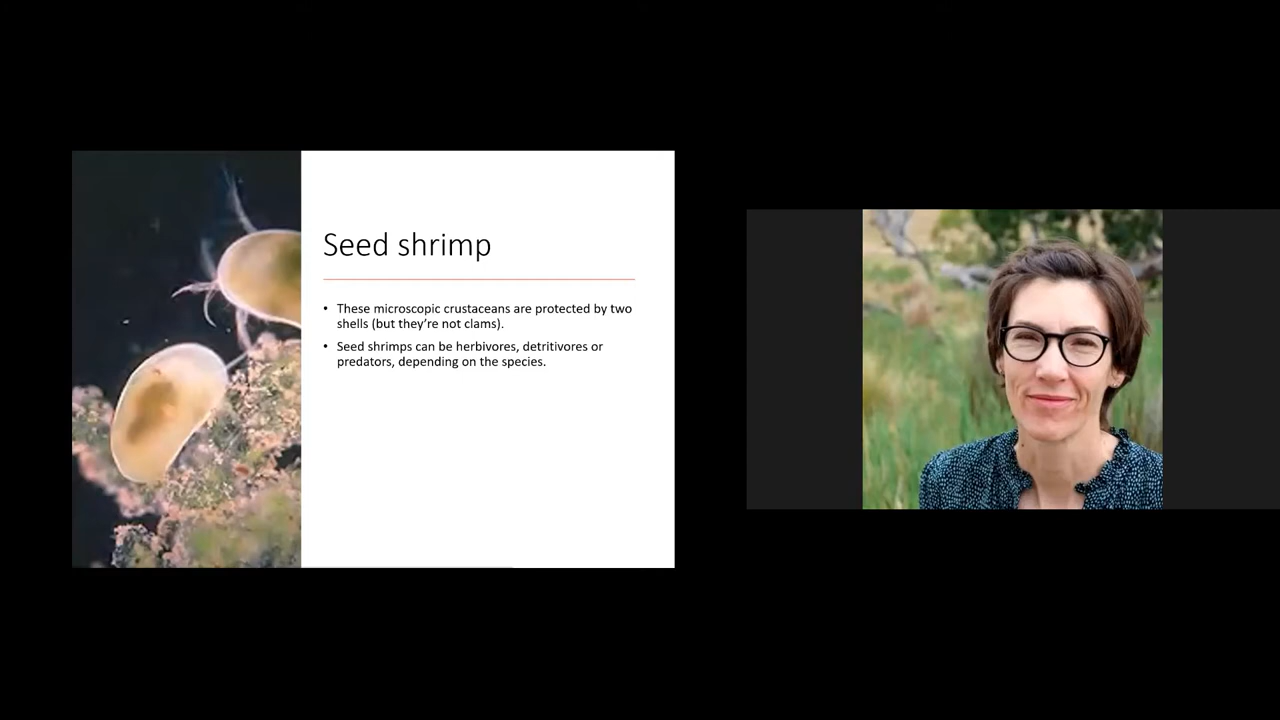 Seed shrimp
• These microscopic crustaceans are protected by two
shells (but they're not clams).
• Seed shrimps can be herbivores, detritivores or
predators, depending on the species.